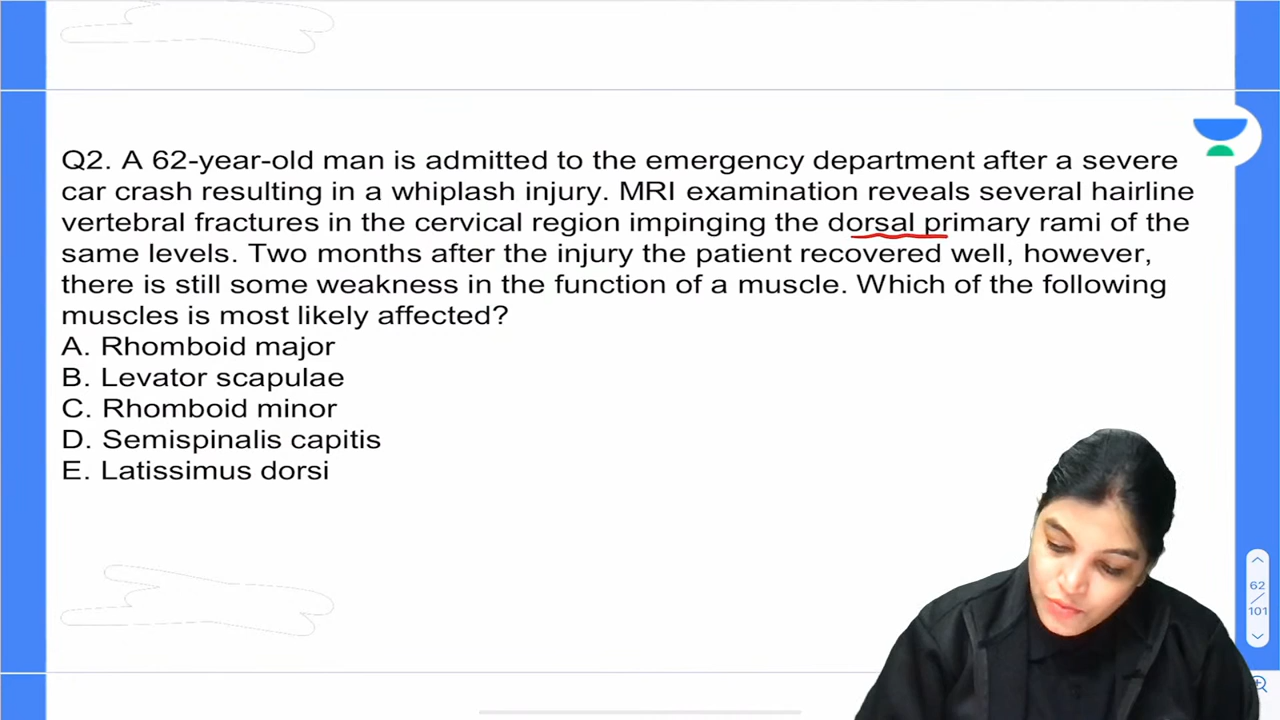 Q2. A 62-year-old man is admitted to the emergency department after a severe
car crash resulting in a whiplash injury. MRI examination reveals several hairline
vertebral fractures in the cervical region impinging the dorsal primary rami of the
same levels. Two months after the injury the patient recovered well, however,
there is still some weakness in the function of a muscle. Which of the following
muscles is most likely affected?
A. Rhomboid major
B. Levator scapulae
C. Rhomboid minor
D. Semispinalis capitis
E. Latissimus dorsi
62
101